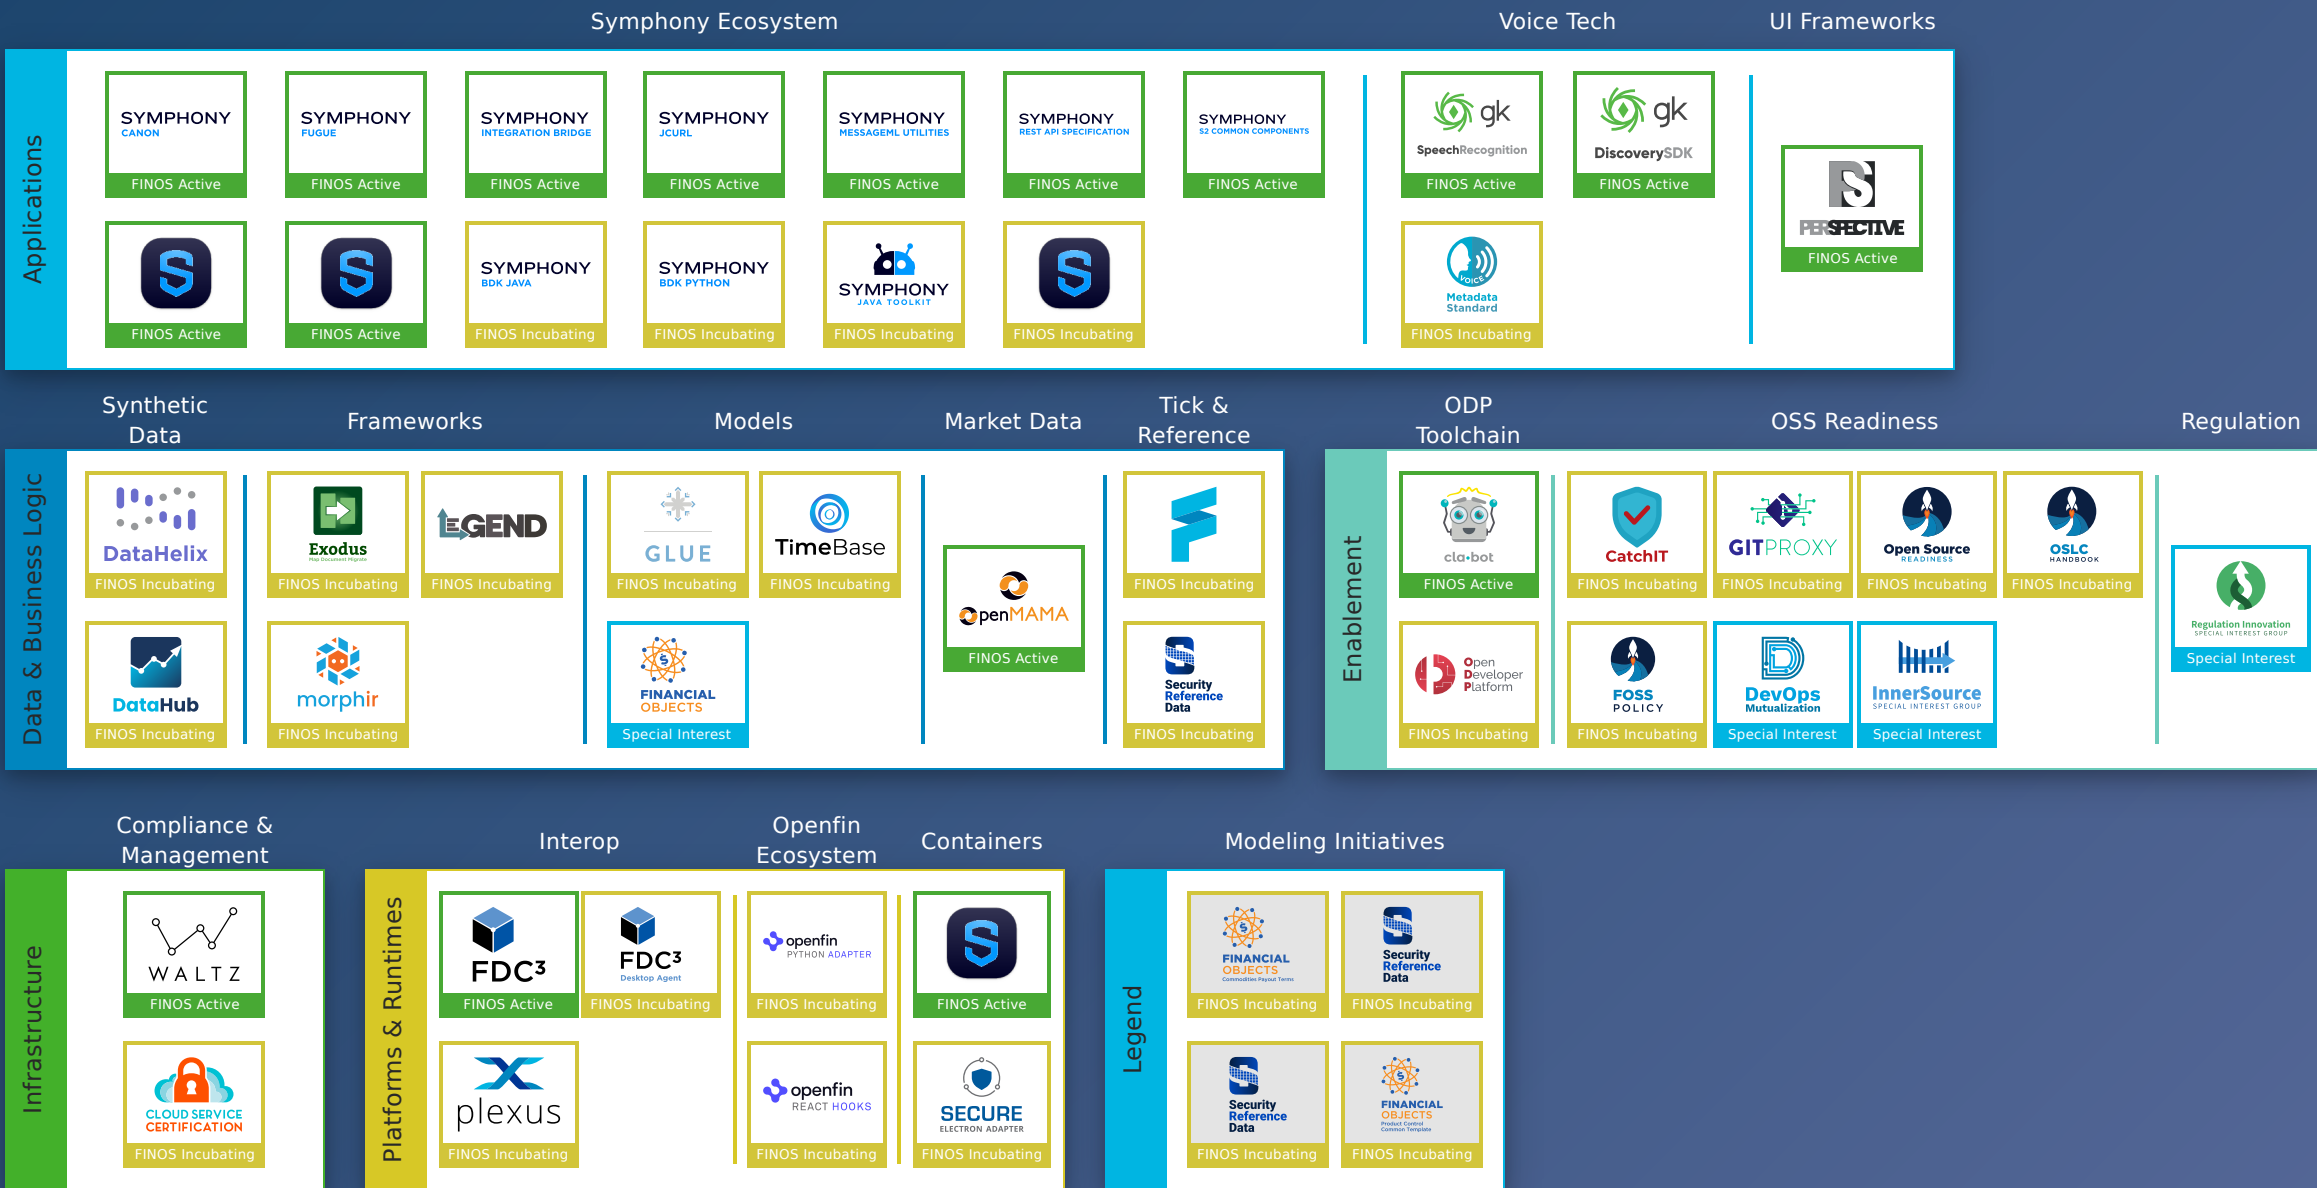 Symphony Ecosystem
Voice Tech
UI Frameworks
Applications
SYMPHONY
CANON
FINOS Active
SYMPHONY
FUGUE
FINOS Active
SYMPHONY
INTEGRATION BRIDGE
FINOS Active
SYMPHONY
JCURL
FINOS Active
SYMPHONY
MESSAGEML UTILITIES
FINOS Active
SYMPHONY
REST API SPECIFICATION
FINOS Active
SYMPHONY
S2 COMMON COMPONENTS
FINOS Active
S
FINOS Active
S
FINOS Active
SYMPHONY
BDK JAVA
FINOS Incubating
SYMPHONY
BDK PYTHON
FINOS Incubating
SYMPHONY
JAVA TOOLKIT
FINOS Incubating
S
FINOS Incubating
gk
SpeechRecognition
FINOS Active
gk
DiscoverySDK
FINOS Active
VOICE
Metadata
Standard
FINOS Incubating
PS
PERSPECTIVE
FINOS Active
Synthetic
Data
Frameworks
Models
Market Data
Tick &
Reference
Data & Business Logic
DataHelix
FINOS Incubating
DataHub
FINOS Incubating
Exodus
Map Document Migrate
FINOS Incubating
LEGEND
FINOS Incubating
morphir
FINOS Incubating
GLUE
FINOS Incubating
TimeBase
FINOS Incubating
$
FINANCIAL
OBJECTS
Special Interest
OpenMAMA
FINOS Active
FINOS Incubating
S
Security
Reference
Data
FINOS Incubating
ODP
Toolchain
OSS Readiness
Regulation
Enablement
cla•bot
FINOS Active
Open
Developer
Platform
FINOS Incubating
CatchIT
FINOS Incubating
GITPROXY
FINOS Incubating
Open Source
READINESS
FINOS Incubating
OSLC
HANDBOOK
FINOS Incubating
FOSS
POLICY
FINOS Incubating
D
DevOps
Mutualization
Special Interest
InnerSource
SPECIAL INTEREST GROUP
Special Interest
Regulation Innovation
SPECIAL INTEREST GROUP
Special Interest
Compliance &
Management
Infrastructure
WALTZ
FINOS Active
CLOUD SERVICE
CERTIFICATION
FINOS Incubating
Interop
Openfin
Ecosystem
Containers
Platforms & Runtimes
FDC³
FINOS Active
FDC³
Desktop Agent
FINOS Incubating
plexus
FINOS Incubating
openfin
PYTHON ADAPTER
FINOS Incubating
openfin
REACT HOOKS
FINOS Incubating
S
FINOS Active
SECURE
ELECTRON ADAPTER
FINOS Incubating
Modeling Initiatives
Legend
$
FINANCIAL
OBJECTS
Commodities Payout Terms
FINOS Incubating
S
Security
Reference
Data
FINOS Incubating
S
Security
Reference
Data
FINOS Incubating
$
FINANCIAL
OBJECTS
Product Control
Common Template
FINOS Incubating